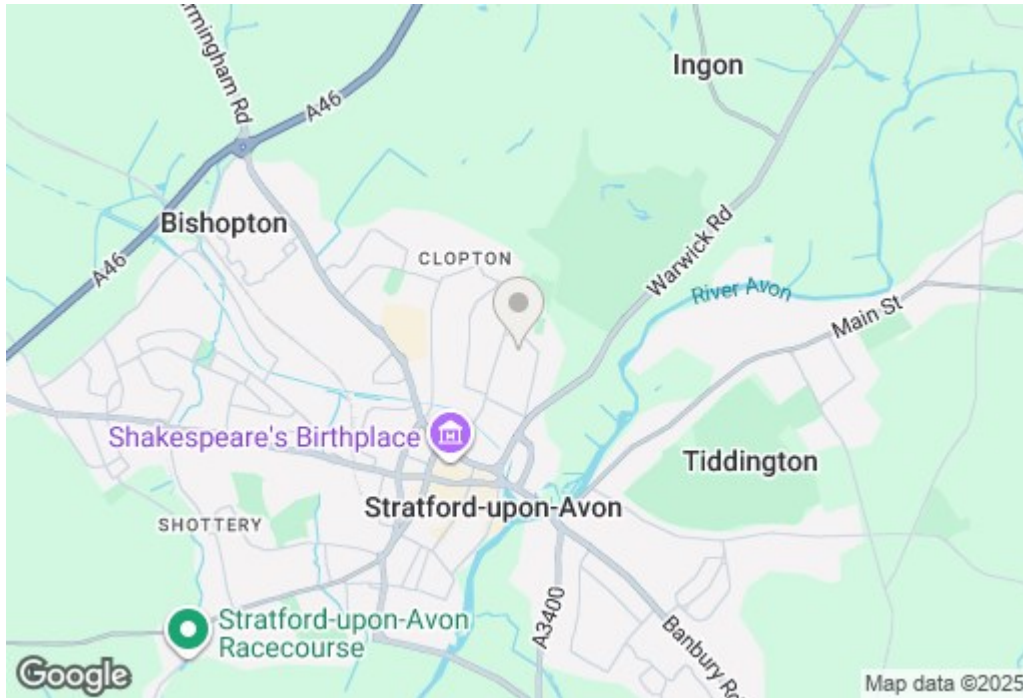 rmingham Rd
A46
Ingon
Bishopton
A46
CLOPTON
Warwick Rd
River Avon
Main St
Shakespeare's Birthplace
Tiddington
Stratford-upon-Avon
SHOTTERY
A3400
Stratford-upon-Avon
Racecourse
Banbury Rd
Google
Map data ©2025